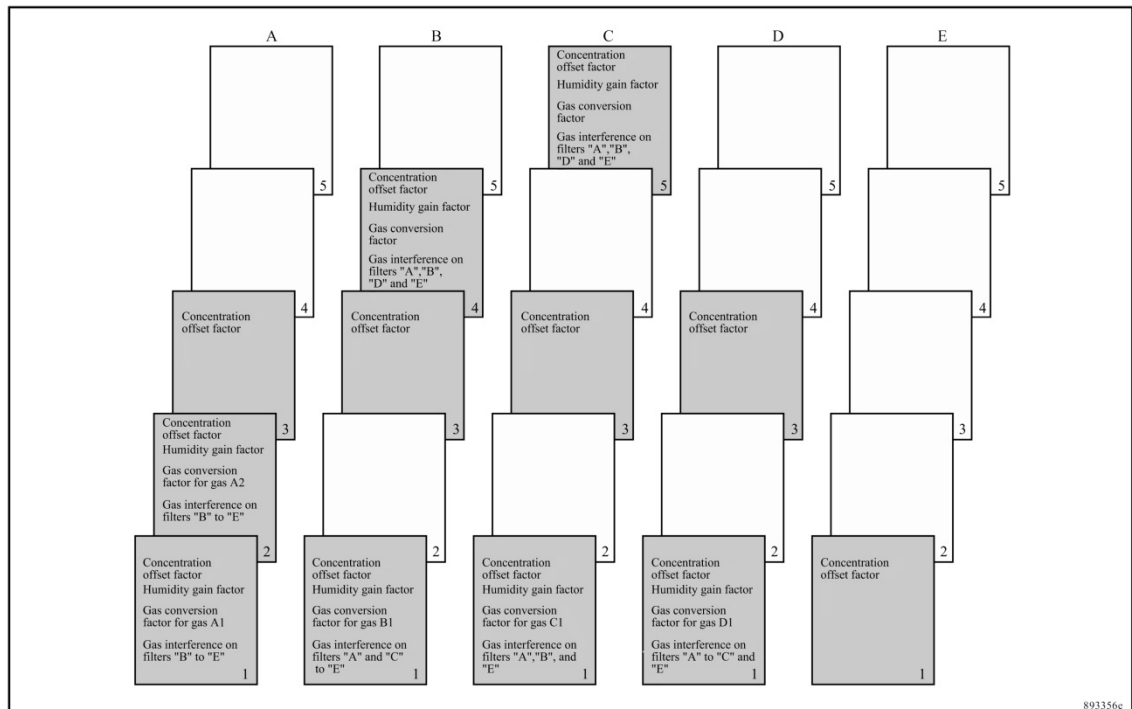 A
B
C
D
E
Concentration
offset factor
Humidity gain factor
Gas conversion
factor
Gas interference on
filters "A","B",
"D" and "E"
5
5
5
5
5
Concentration
offset factor
Humidity gain factor
Gas conversion
factor
Gas interference on
filters "A","B",
"D" and "E"
4
4
4
4
4
Concentration
offset factor
3
Concentration
offset factor
3
Concentration
offset factor
3
Concentration
offset factor
3
3
Concentration
offset factor
Humidity gain factor
Gas conversion
factor for gas A2
Gas interference on
filters "B" to "E"
2
2
2
2
2
Concentration
offset factor
Humidity gain factor
Gas conversion
factor for gas A1
Gas interference on
filters "B" to "E"
1
Concentration
offset factor
Humidity gain factor
Gas conversion
factor for gas B1
Gas interference on
filters "A" and "C"
to "E"
1
Concentration
offset factor
Humidity gain factor
Gas conversion
factor for gas C1
Gas interference on
filters "A","B", and
"E"
1
Concentration
offset factor
Humidity gain factor
Gas conversion
factor for gas D1
Gas interference on
filters "A" to "C" and
"E"
1
Concentration
offset factor
1
893356e